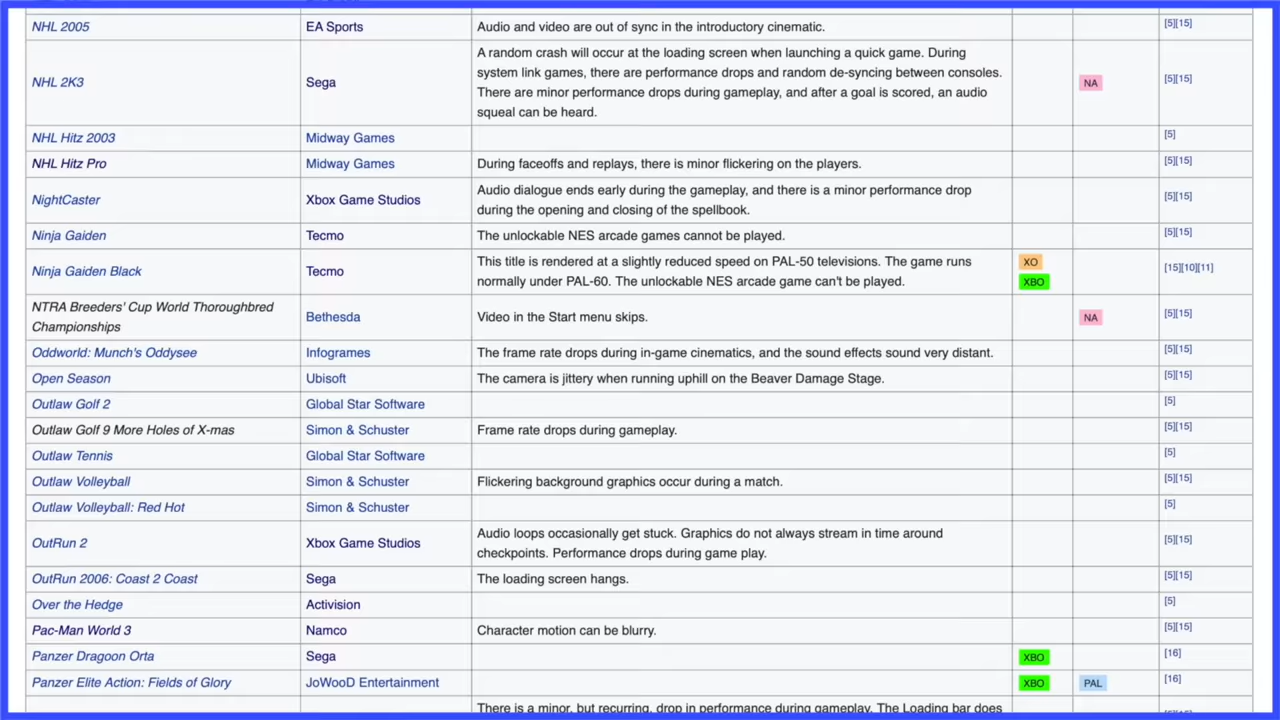 NHL 2005 EA Sports Audio and video are out of sync in the introductory cinematic. [5][15]
A random crash will occur at the loading screen when launching a quick game. During
system link games, there are performance drops and random de-syncing between consoles.
NHL 2K3 Sega NA [5][15]
There are minor performance drops during gameplay, and after a goal is scored, an audio
squeal can be heard.
NHL Hitz 2003 Midway Games [5]
NHL Hitz Pro Midway Games During faceoffs and replays, there is minor flickering on the players. [5][15]
Audio dialogue ends early during the gameplay, and there is a minor performance drop
NightCaster Xbox Game Studios [5][15]
during the opening and closing of the spellbook.
Ninja Gaiden Tecmo The unlockable NES arcade games cannot be played. [5][15]
This title is rendered at a slightly reduced speed on PAL-50 televisions. The game runs XO
Ninja Gaiden Black Tecmo [15][10][11]
normally under PAL-60. The unlockable NES arcade game can't be played. XBO
NTRA Breeders' Cup World Thoroughbred
Championships Bethesda Video in the Start menu skips. NA [5][15]
Oddworld: Munch's Oddysee Infogrames The frame rate drops during in-game cinematics, and the sound effects sound very distant. [5][15]
Open Season Ubisoft The camera is jittery when running uphill on the Beaver Damage Stage. [5][15]
Outlaw Golf 2 Global Star Software [5]
Outlaw Golf 9 More Holes of X-mas Simon & Schuster Frame rate drops during gameplay. [5][15]
Outlaw Tennis Global Star Software [5]
Outlaw Volleyball Simon & Schuster Flickering background graphics occur during a match. [5][15]
Outlaw Volleyball: Red Hot Simon & Schuster [5]
Audio loops occasionally get stuck. Graphics do not always stream in time around
OutRun 2 Xbox Game Studios [5][15]
checkpoints. Performance drops during game play.
OutRun 2006: Coast 2 Coast Sega The loading screen hangs. [5][15]
Over the Hedge Activision [5]
Pac-Man World 3 Namco Character motion can be blurry. [5][15]
Panzer Dragoon Orta Sega XBO [16]
Panzer Elite Action: Fields of Glory JoWooD Entertainment XBO PAL [16]
There is a minor, but recurring, drop in performance during gameplay. The Loading bar does